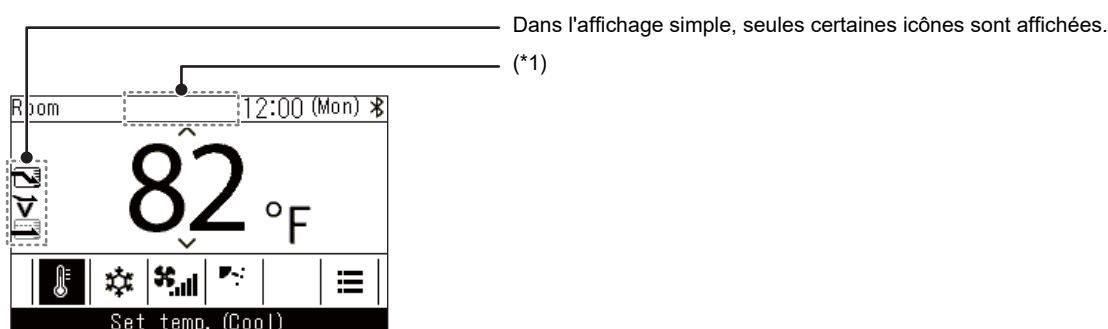 Dans l'affichage simple, seules certaines icônes sont affichées.
(*1)
Room 12:00 (Mon)
82 °F
Set temp. (Cool)